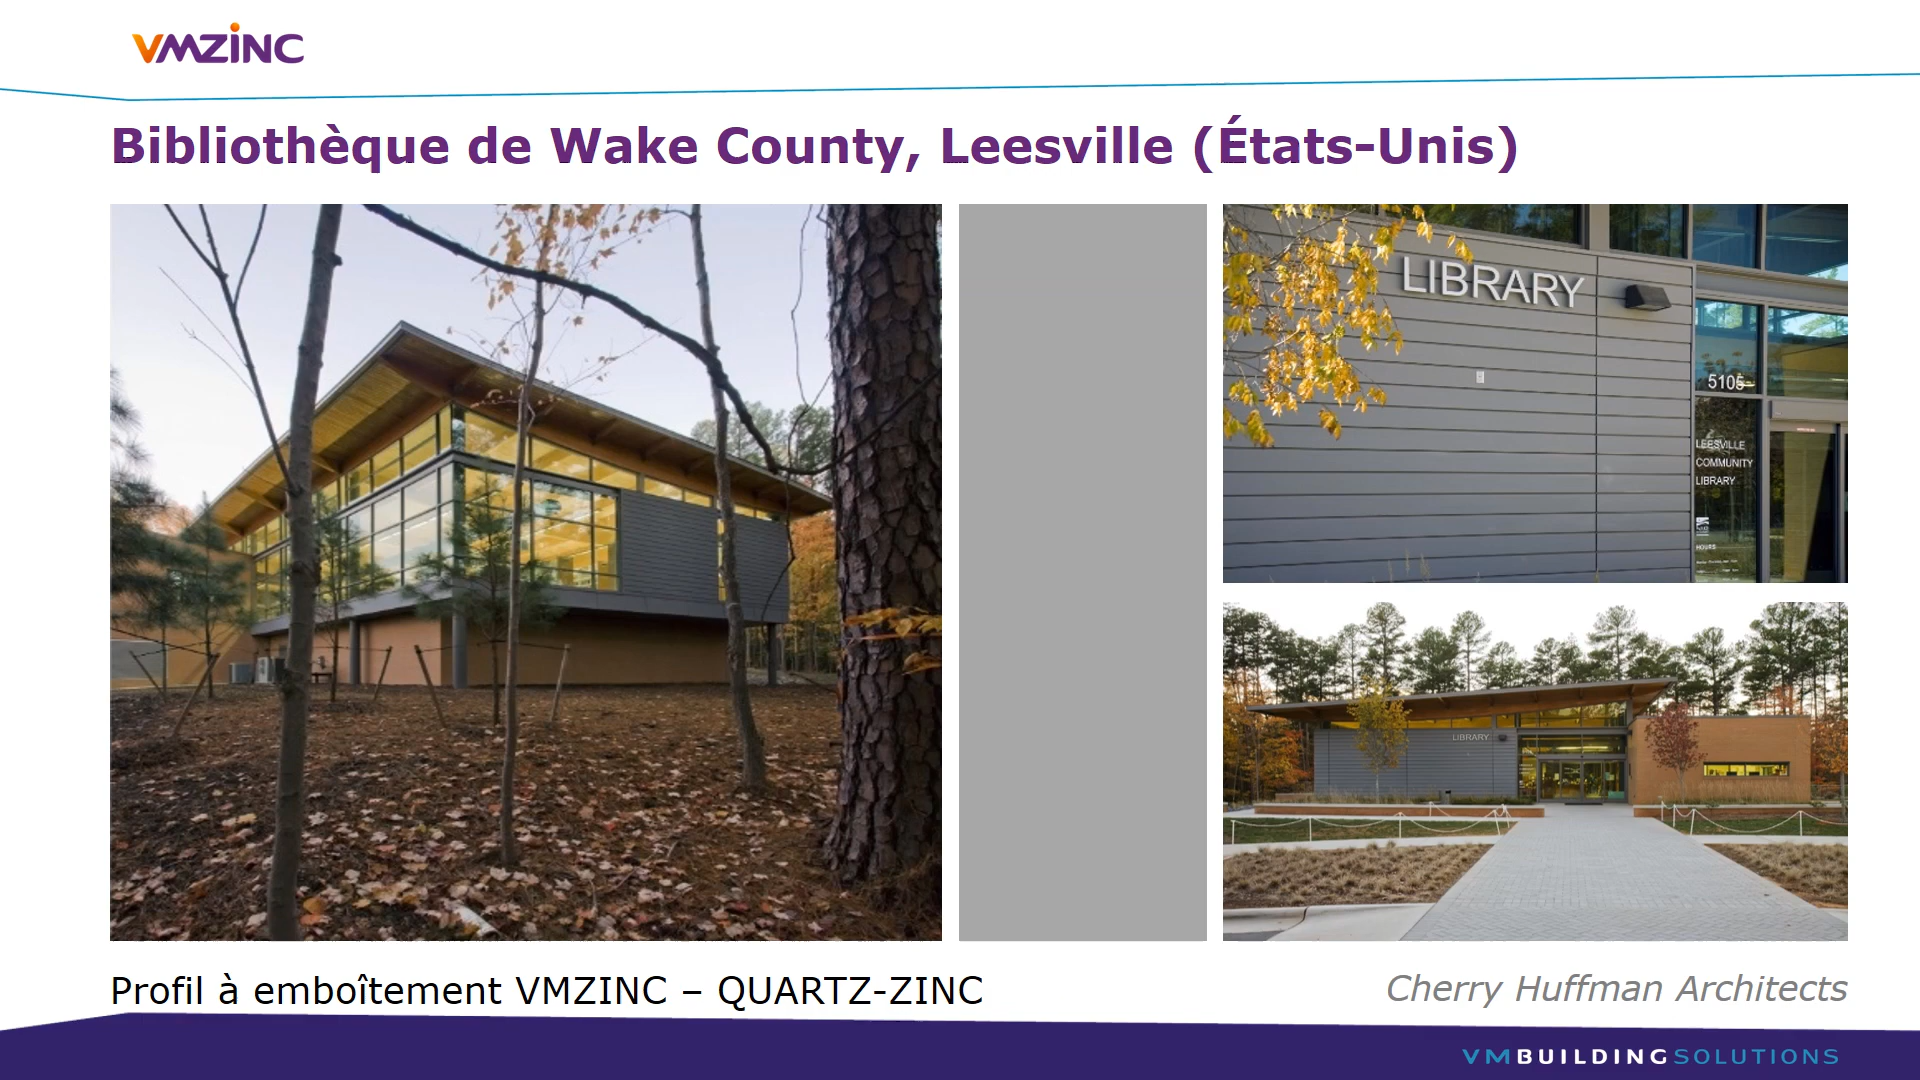 VMZINC
Bibliothèque de Wake County, Leesville (États-Unis)
LIBRARY
5105
LEESVILLE
COMMUNITY
LIBRARY
HOURS
LIBRARY
Profil à emboîtement VMZINC – QUARTZ-ZINC
Cherry Huffman Architects
VMBUILDINGSOLUTIONS